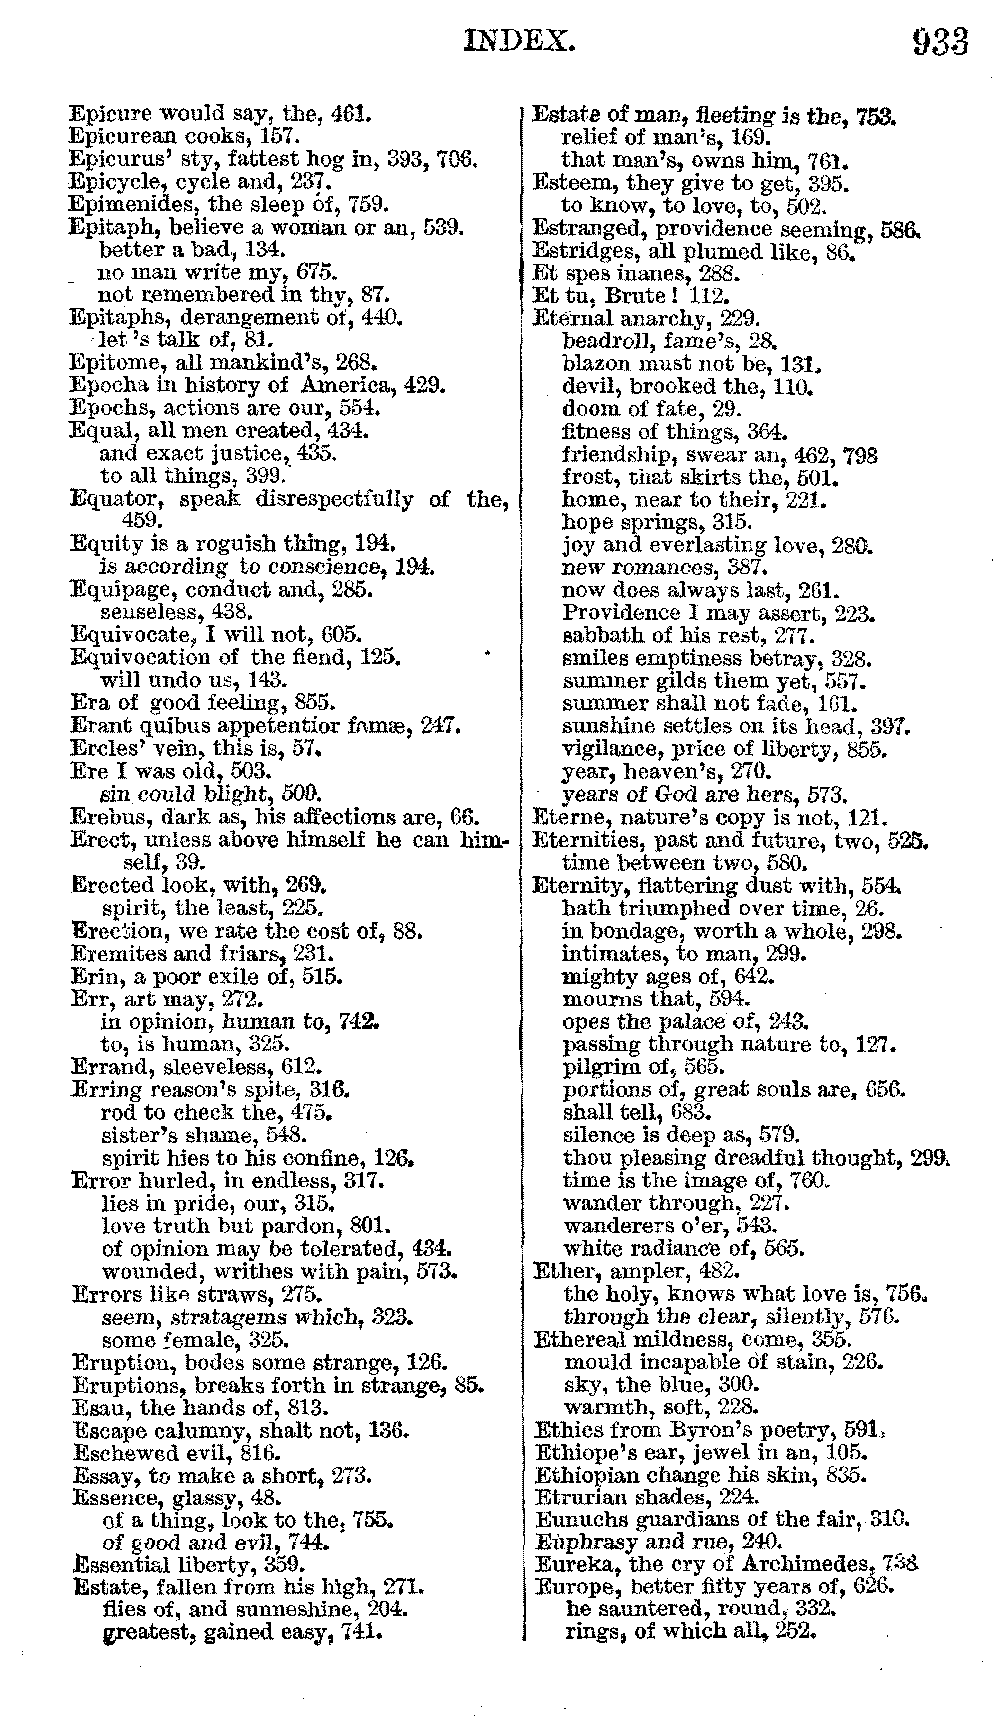 INDEX. 933
Epicure would say, the, 461.
Epicurean cooks, 157.
Epicurus' sty, fattest hog in, 393, 706.
Epicycle, cycle and, 237.
Epimenides, the sleep of, 759.
Epitaph, believe a woman or an, 539.
better a bad, 134.
no man write my, 675.
not remembered in thy, 87.
Epitaphs, derangement of, 440.
let 's talk of, 81.
Epitome, all mankind's, 268.
Epocha in history of America, 429.
Epochs, actions are our, 554.
Equal, all men created, 434.
and exact justice, 435.
to all things, 399.
Equator, speak disrespectfully of the,
459.
Equity is a roguish thing, 194.
is according to conscience, 194.
Equipage, conduct and, 285.
senseless, 438.
Equivocate, I will not, 605.
Equivocation of the fiend, 125.
will undo us, 143.
Era of good feeling, 855.
Erant quibus appetentior famæ, 247.
Ercles' vein, this is, 57.
Ere I was old, 503.
sin could blight, 500.
Erebus, dark as, his affections are, 66.
Erect, unless above himself he can him-
self, 39.
Erected look, with, 269.
spirit, the least, 225.
Erection, we rate the cost of, 88.
Eremites and friars, 231.
Erin, a poor exile of, 515.
Err, art may, 272.
in opinion, human to, 742.
to, is human, 325.
Errand, sleeveless, 612.
Erring reason's spite, 316.
rod to check the, 475.
sister's shame, 548.
spirit hies to his confine, 126.
Error hurled, in endless, 317.
lies in pride, our, 315.
love truth but pardon, 801.
of opinion may be tolerated, 434.
wounded, writhes with pain, 573.
Errors like straws, 275.
seem, stratagems which, 323.
some female, 325.
Eruption, bodes some strange, 126.
Eruptions, breaks forth in strange, 85.
Esau, the hands of, 813.
Escape calumny, shalt not, 136.
Eschewed evil, 816.
Essay, to make a short, 273.
Essence, glassy, 48.
of a thing, look to the, 755.
of good and evil, 744.
Essential liberty, 359.
Estate, fallen from his high, 271.
flies of, and sunneshine, 204.
greatest, gained easy, 741.
Estate of man, fleeting is the, 753.
relief of man's, 169.
that man's, owns him, 761.
Esteem, they give to get, 395.
to know, to love, to, 502.
Estranged, providence seeming, 586.
Estridges, all plumed like, 86.
Et spes inanes, 288.
Et tu, Brute! 112.
Eternal anarchy, 229.
beadroll, fame's, 28.
blazon must not be, 131.
devil, brooked the, 110.
doom of fate, 29.
fitness of things, 364.
friendship, swear an, 462, 798
frost, that skirts the, 501.
home, near to their, 221.
hope springs, 315.
joy and everlasting love, 280.
new romances, 387.
now does always last, 261.
Providence I may assert, 223.
sabbath of his rest, 277.
smiles emptiness betray, 328.
summer gilds them yet, 557.
summer shall not fade, 161.
sunshine settles on its head, 397.
vigilance, price of liberty, 855.
year, heaven's, 270.
years of God are hers, 573.
Eterne, nature's copy is not, 121.
Eternities, past and future, two, 525.
time between two, 580.
Eternity, flattering dust with, 554.
hath triumphed over time, 26.
in bondage, worth a whole, 298.
intimates, to man, 299.
mighty ages of, 642.
mourns that, 594.
opes the palace of, 243.
passing through nature to, 127.
pilgrim of, 565.
portions of, great souls are, 656.
shall tell, 683.
silence is deep as, 579.
thou pleasing dreadful thought, 299.
time is the image of, 760.
wander through, 227.
wanderers o'er, 543.
white radiance of, 565.
Ether, ampler, 482.
the holy, knows what love is, 756.
through the clear, silently, 576.
Ethereal mildness, come, 355.
mould incapable of stain, 226.
sky, the blue, 300.
warmth, soft, 228.
Ethics from Byron's poetry, 591.
Ethiope's ear, jewel in an, 105.
Ethiopian change his skin, 835.
Etrurian shades, 224.
Eunuchs guardians of the fair, 310.
Euphrasy and rue, 240.
Eureka, the cry of Archimedes, 738
Europe, better fifty years of, 626.
he sauntered, round, 332.
rings, of which all, 252.